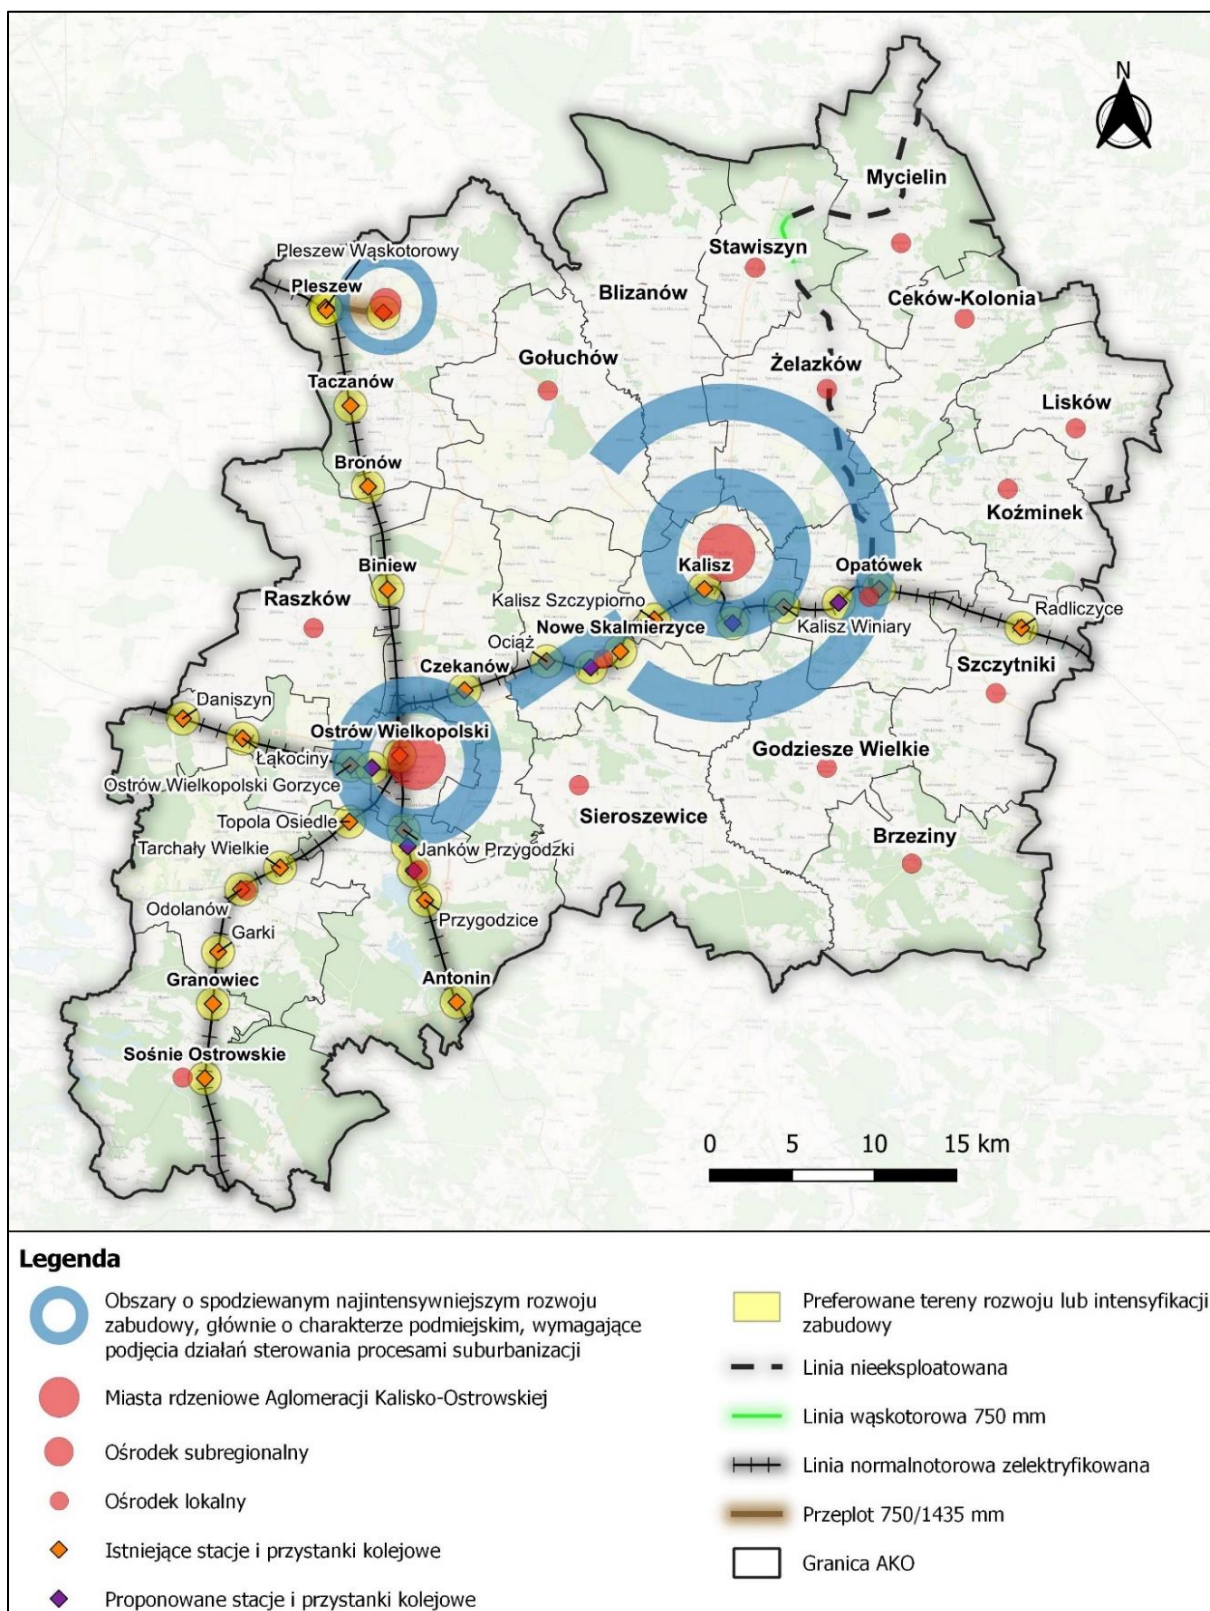 N
Mycielin
Stawiszyn
Pleszew Wąskotorowy
Pleszew
Blizanów
Ceków-Kolonia
Gołuchów
Żelazków
Taczanów
Lisków
Bronów
Koźminek
Kalisz
Opatówek
Biniew
Raszków
Kalisz Szczypiorno
Radliczyce
Nowe Skalmierzyce
Kalisz Winiary
Ociąż
Czekanów
Szczytniki
Daniszyn
Ostrów Wielkopolski
Godziesze Wielkie
Łąkociny
Ostrów Wielkopolski Gorzyce
Sieroszewice
Topola Osiedle
Brzeziny
Tarchały Wielkie
Janków Przygodzki
Odolanów
Przygodzice
Garki
Granowiec
Antonin
Sośnie Ostrowskie
0 5 10 15 km
Legenda
Obszary o spodziewanym najintensywniejszym rozwoju
zabudowy, głównie o charakterze podmiejskim, wymagające
podjęcia działań sterowania procesami suburbanizacji
Miasta rdzeniowe Aglomeracji Kalisko-Ostrowskiej
Ośrodek subregionalny
Ośrodek lokalny
Istniejące stacje i przystanki kolejowe
Proponowane stacje i przystanki kolejowe
Preferowane tereny rozwoju lub intensyfikacji
zabudowy
Linia nieeksploatowana
Linia wąskotorowa 750 mm
Linia normalnotorowa zelektryfikowana
Przeplot 750/1435 mm
Granica AKO